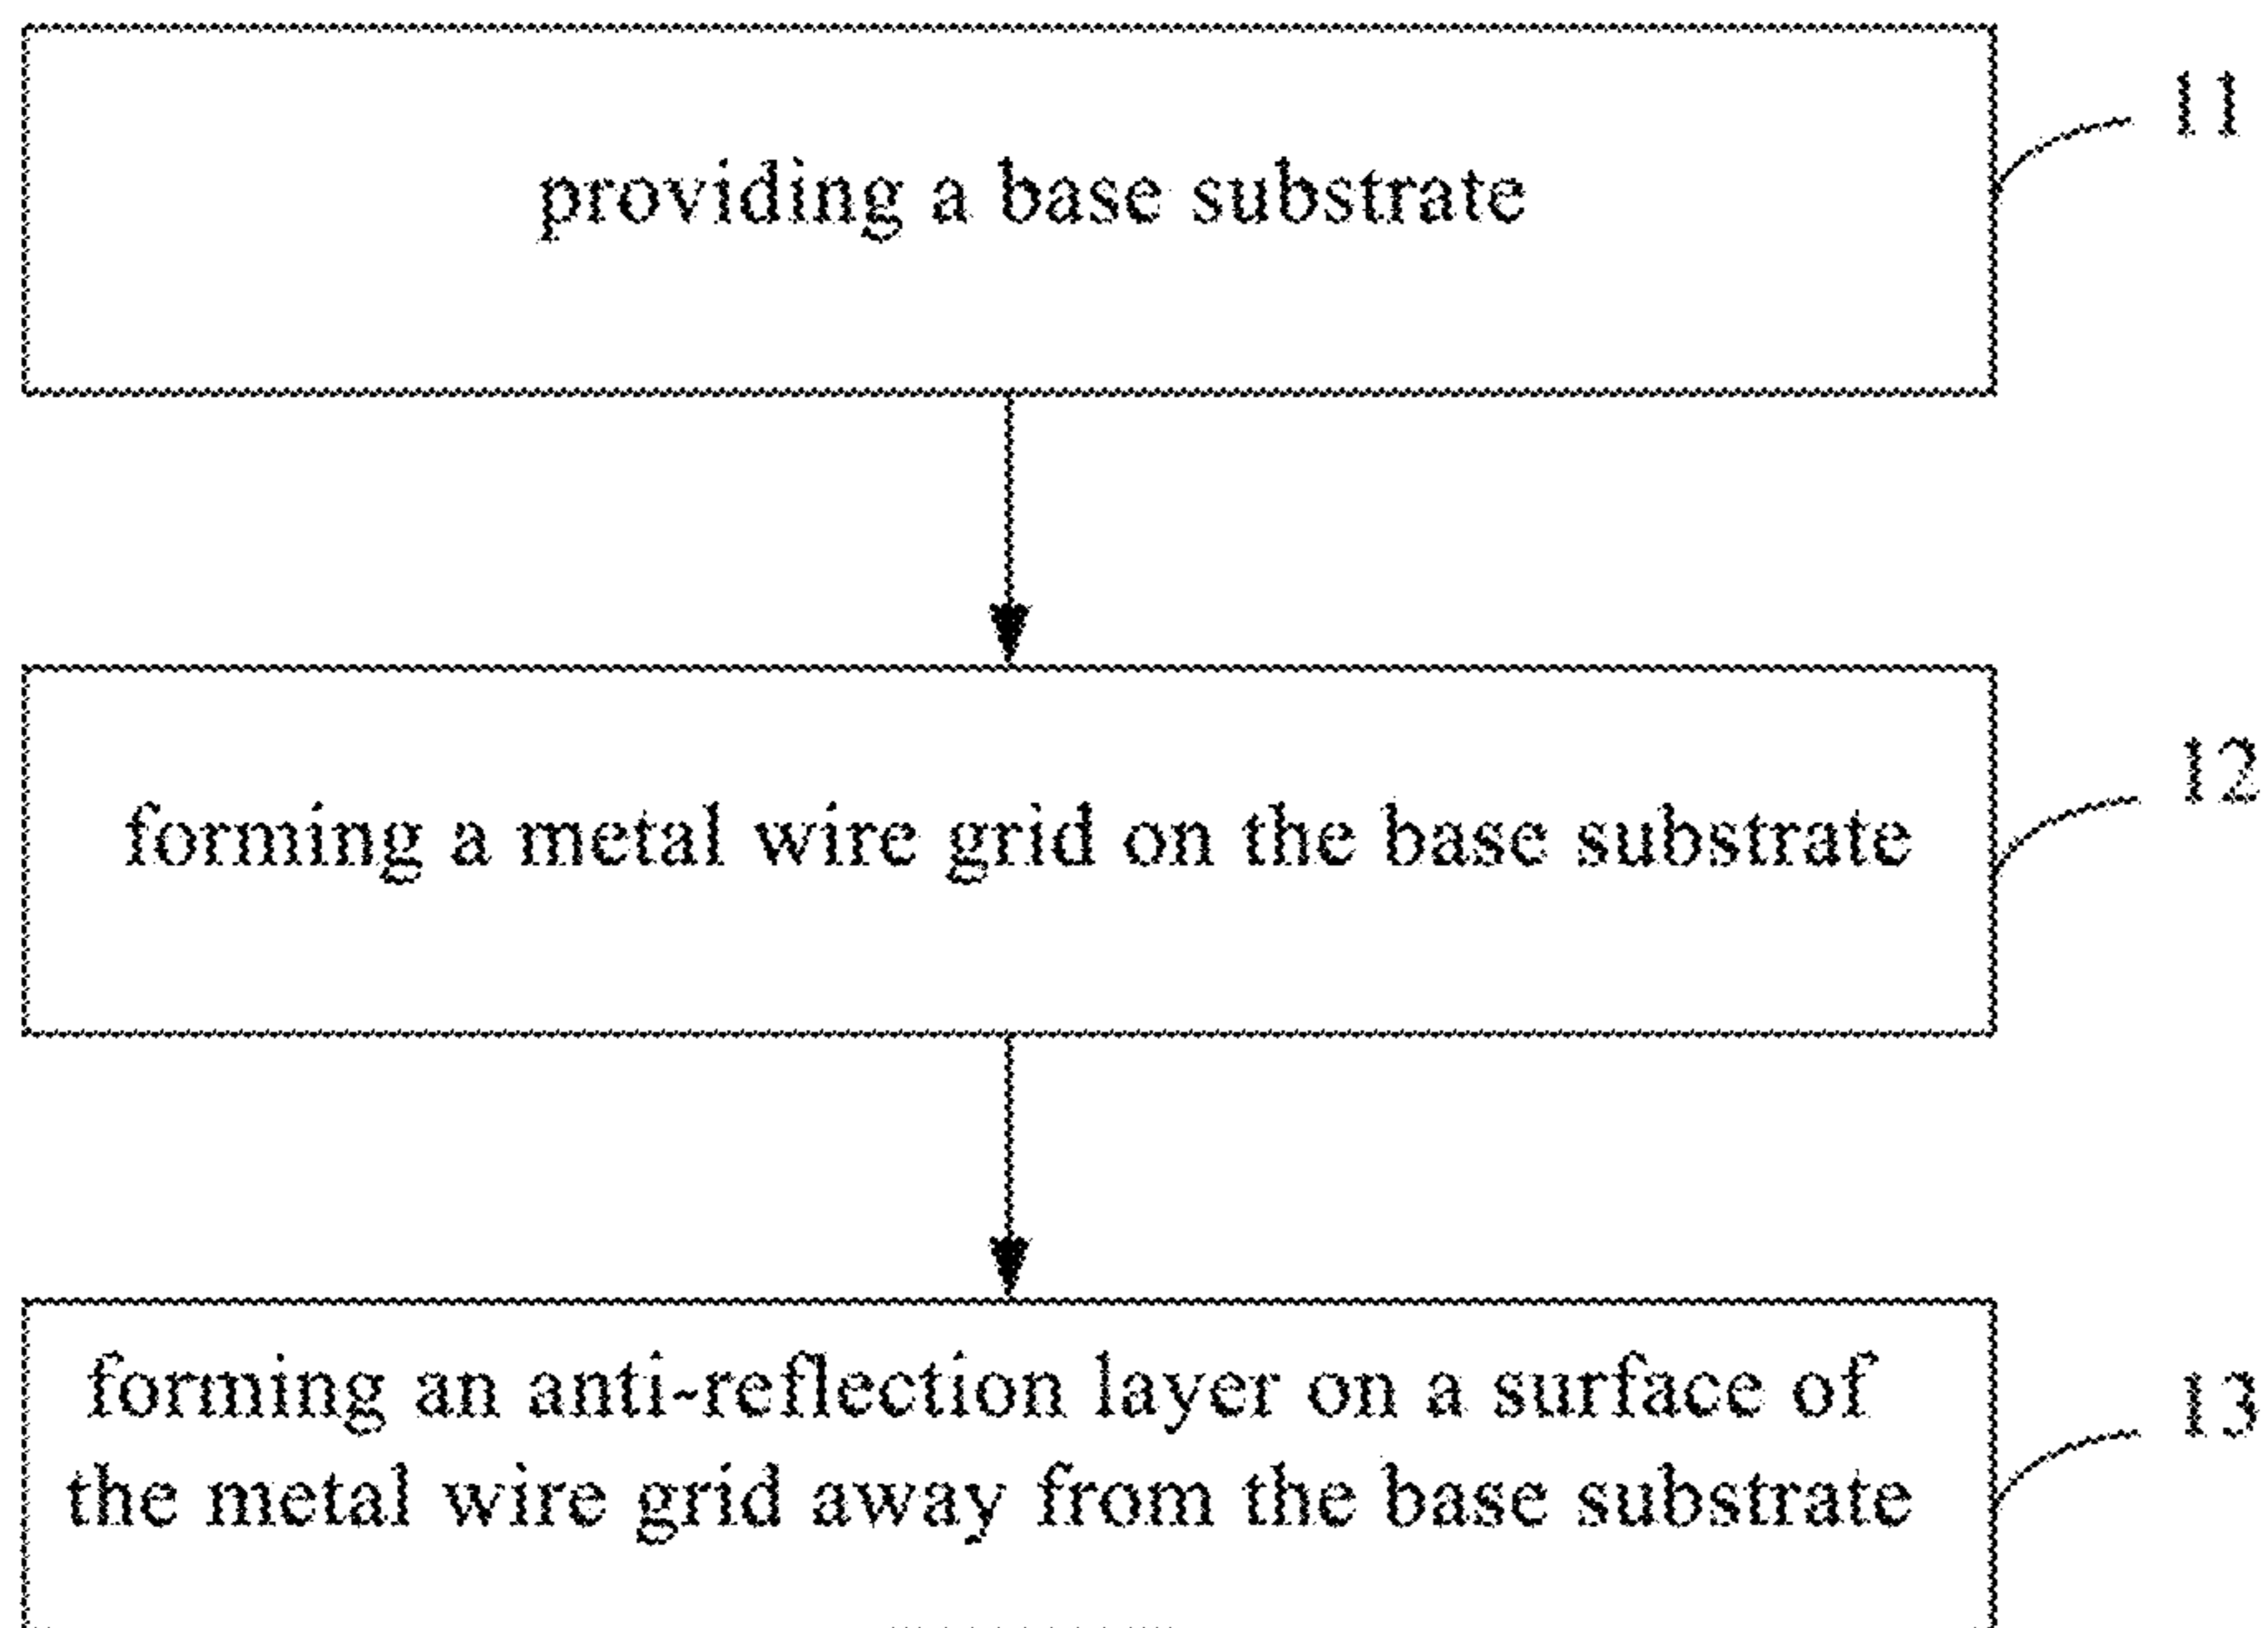 11
providing a base substrate
12
forming a metal wire grid on the base substrate
13
forming an anti-reflection layer on a surface of
the metal wire grid away from the base substrate